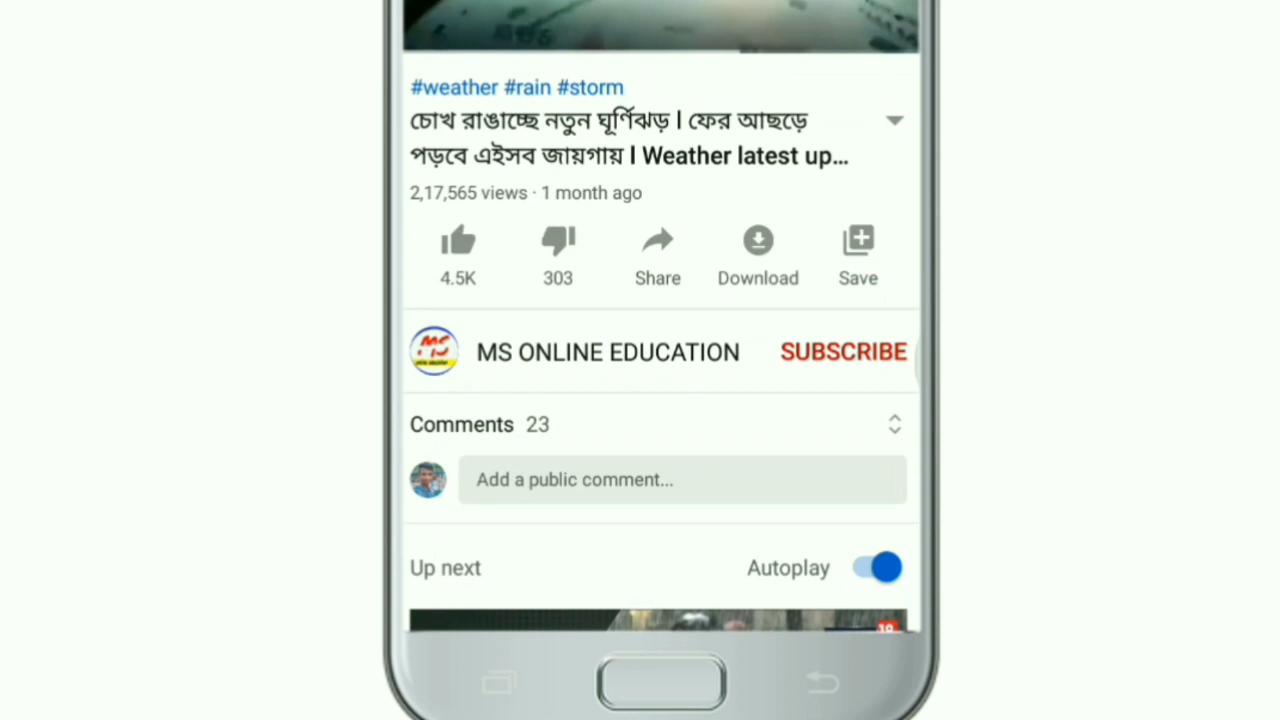 #weather #rain #storm
চোখ রাঙাচ্ছে নতুন ঘূর্ণিঝড় l ফের আছড়ে
পড়বে এইসব জায়গায় l Weather latest up...
2,17,565 views · 1 month ago
4.5K 303 Share Download Save
MS
MS ONLINE EDUCATION SUBSCRIBE
Comments 23
Add a public comment...
Up next Autoplay